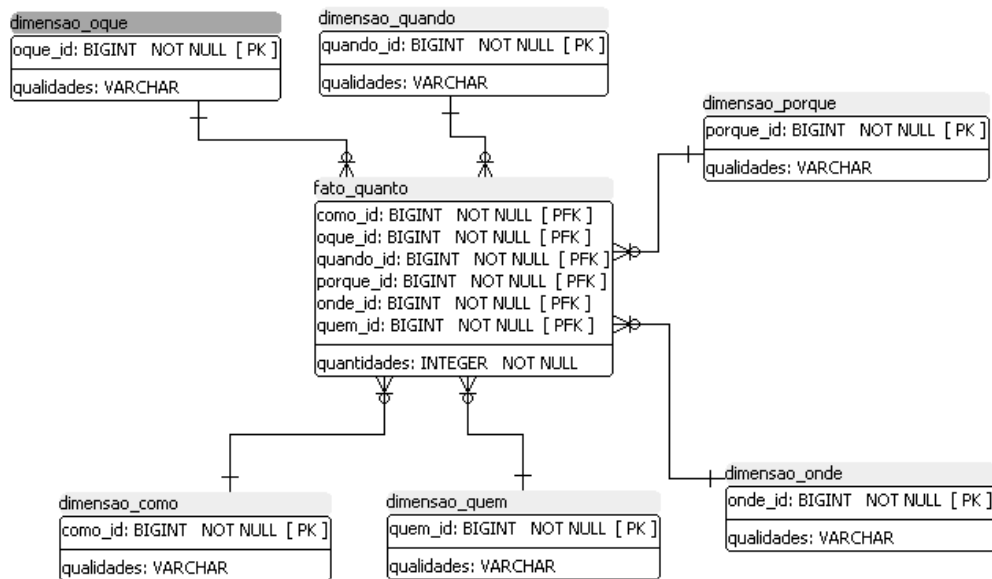 dimensao_oque
oque_id: BIGINT NOT NULL [ PK ]
qualidades: VARCHAR
dimensao_quando
quando_id: BIGINT NOT NULL [ PK ]
qualidades: VARCHAR
dimensao_porque
porque_id: BIGINT NOT NULL [ PK ]
qualidades: VARCHAR
fato_quanto
como_id: BIGINT NOT NULL [ PFK ]
oque_id: BIGINT NOT NULL [ PFK ]
quando_id: BIGINT NOT NULL [ PFK ]
porque_id: BIGINT NOT NULL [ PFK ]
onde_id: BIGINT NOT NULL [ PFK ]
quem_id: BIGINT NOT NULL [ PFK ]
quantidades: INTEGER NOT NULL
dimensao_como
como_id: BIGINT NOT NULL [ PK ]
qualidades: VARCHAR
dimensao_quem
quem_id: BIGINT NOT NULL [ PK ]
qualidades: VARCHAR
dimensao_onde
onde_id: BIGINT NOT NULL [ PK ]
qualidades: VARCHAR